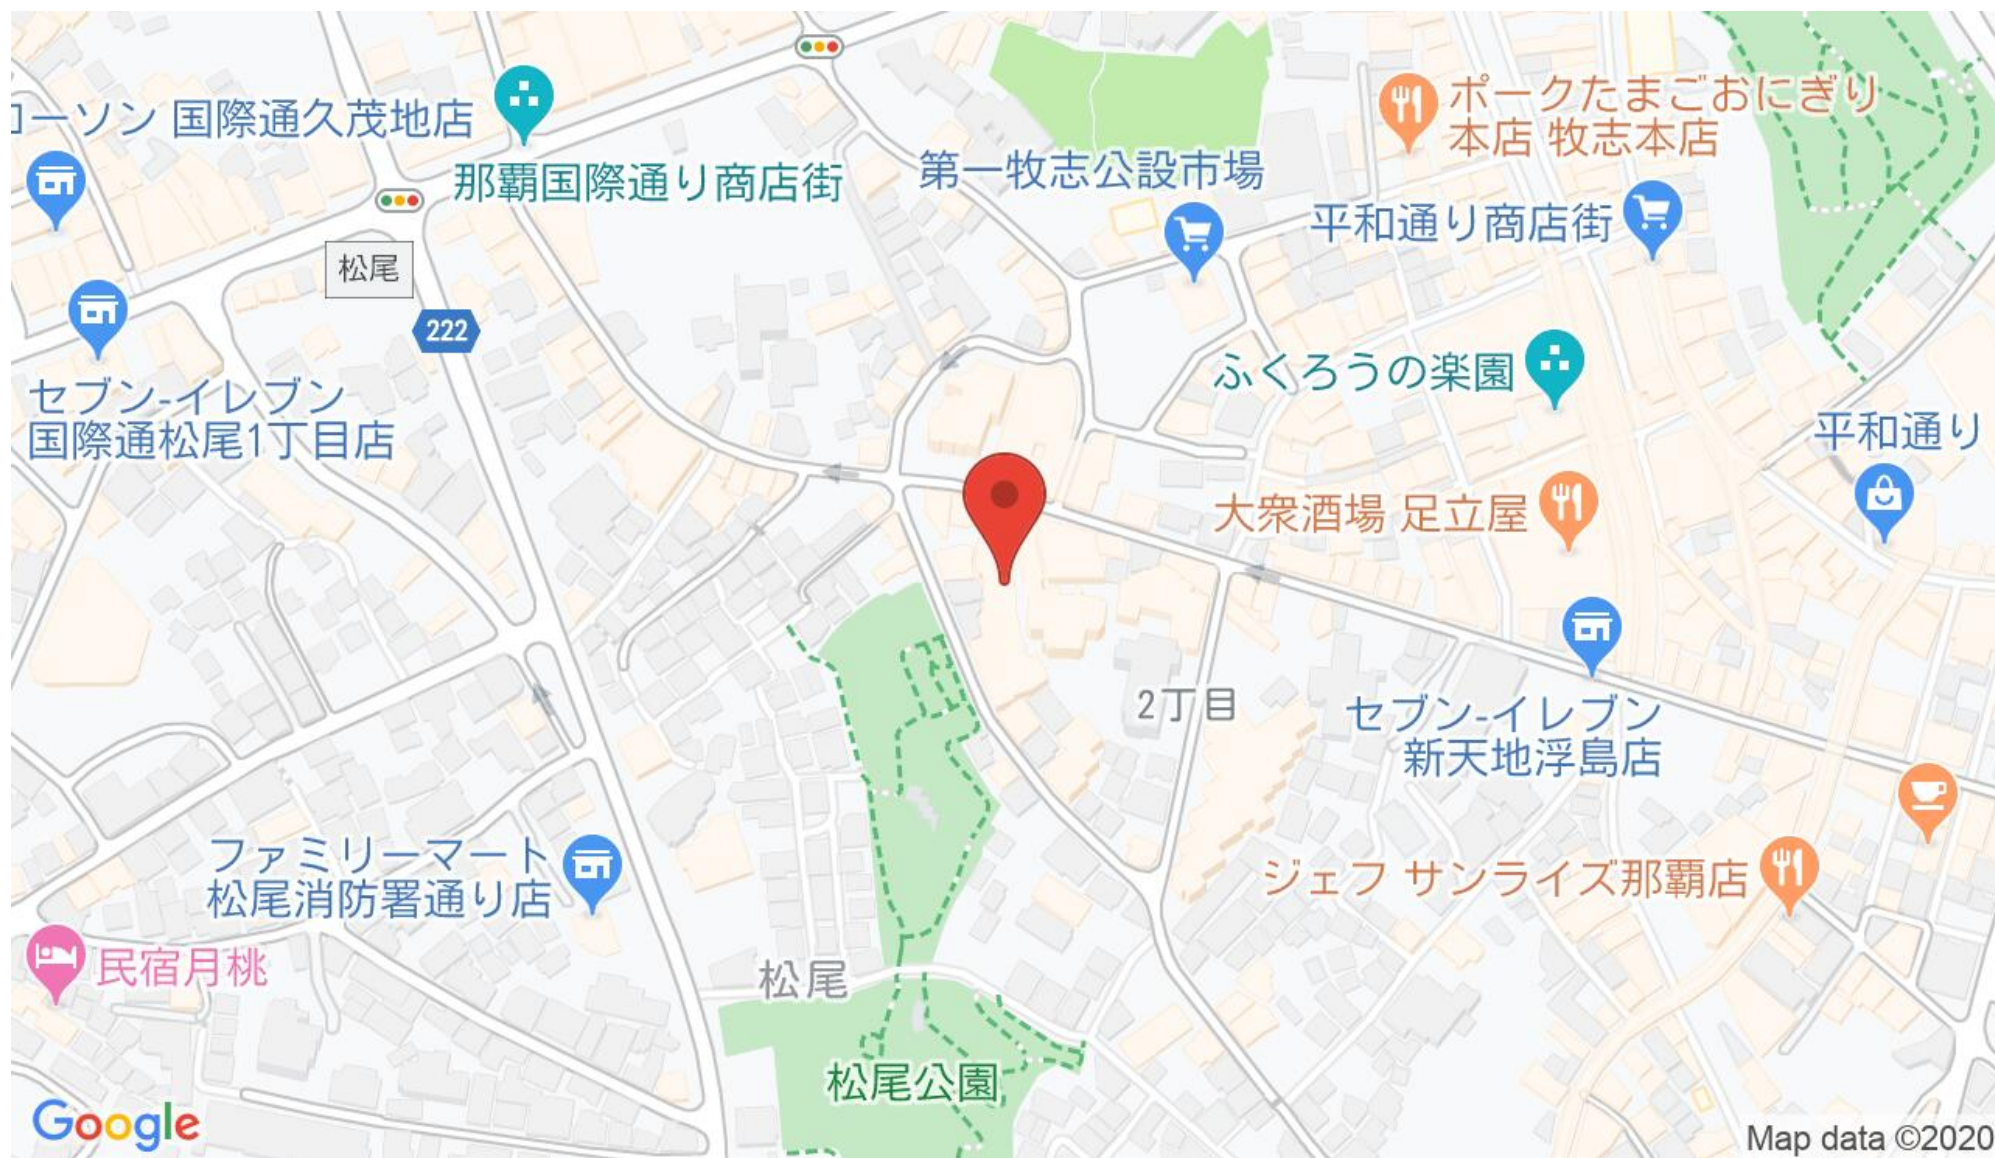 ローソン 国際通久茂地店
那覇国際通り商店街
第一牧志公設市場
ポークたまごおにぎり
本店 牧志本店
平和通り商店街
松尾
222
セブン-イレブン
国際通松尾1丁目店
ふくろうの楽園
平和通り
大衆酒場 足立屋
2丁目
セブン-イレブン
新天地浮島店
ファミリーマート
松尾消防署通り店
ジェフ サンライズ那覇店
民宿月桃
松尾
松尾公園
Google
Map data ©2020